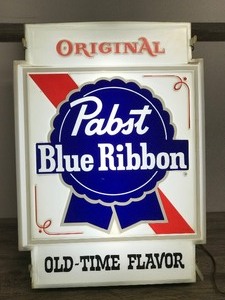 ORIGINAL
Pabst
Blue Ribbon
OLD-TIME FLAVOR